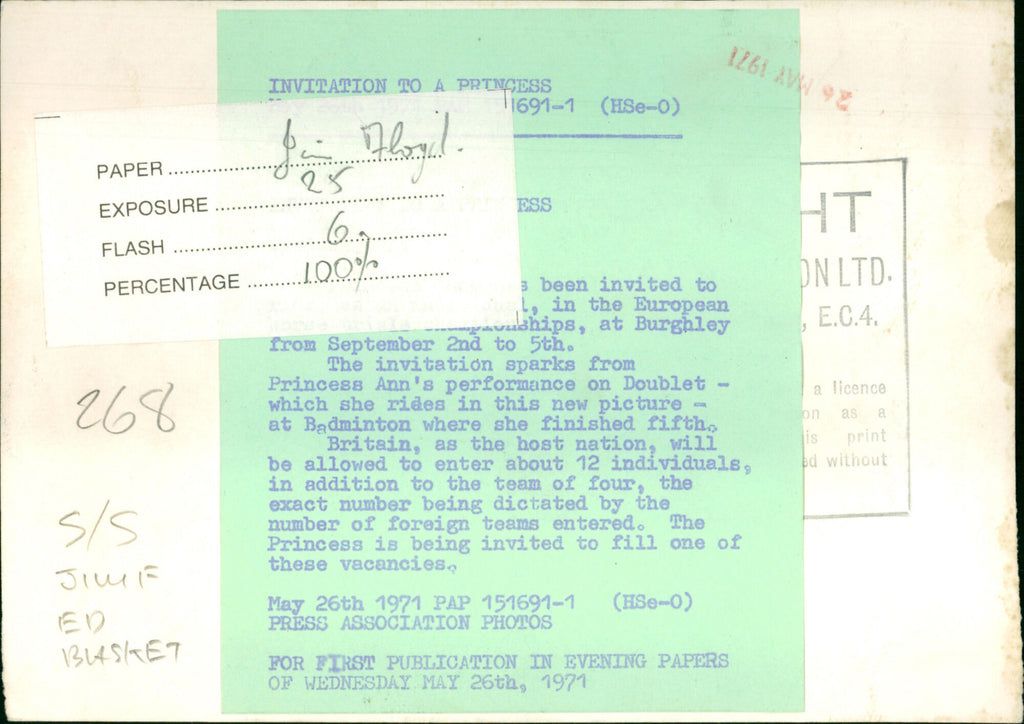 INVITATION TO A PRINCESS
1691-1 (HSe-O)
26 MAY 1971
PAPER Jim Floyd.
EXPOSURE 25
FLASH 6
PERCENTAGE 100%
ESS
HT
ON LTD.
, E.C.4.
a licence
on as a
is print
ed without
s been invited to
, in the European
Championships, at Burghley
from September 2nd to 5th.
The invitation sparks from
Princess Ann's performance on Doublet -
which she rides in this new picture -
at Badminton where she finished fifth.
Britain, as the host nation, will
be allowed to enter about 12 individuals,
in addition to the team of four, the
exact number being dictated by the
number of foreign teams entered. The
Princess is being invited to fill one of
these vacancies.
May 26th 1971 PAP 151691-1 (HSe-O)
PRESS ASSOCIATION PHOTOS
FOR FIRST PUBLICATION IN EVENING PAPERS
OF WEDNESDAY MAY 26th, 1971
268
S/S
JIM F
ED
BLASKET